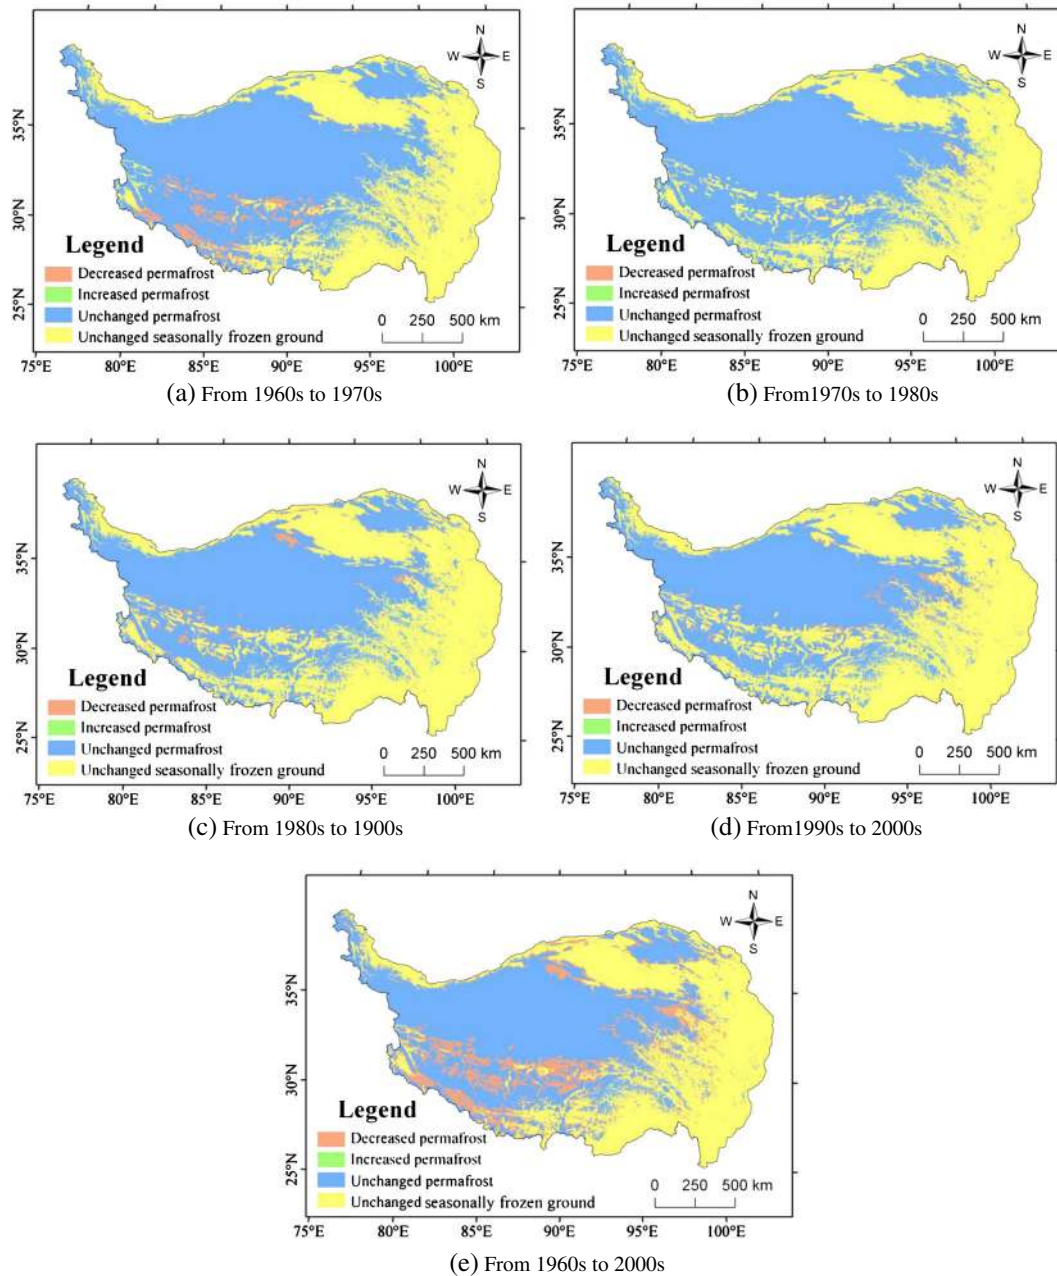 N
W E
S
35°N
30°N
25°N
Legend
Decreased permafrost
Increased permafrost
Unchanged permafrost
Unchanged seasonally frozen ground
0 250 500 km
75°E 80°E 85°E 90°E 95°E 100°E
(a) From 1960s to 1970s
N
W E
S
35°N
30°N
25°N
Legend
Decreased permafrost
Increased permafrost
Unchanged permafrost
Unchanged seasonally frozen ground
0 250 500 km
75°E 80°E 85°E 90°E 95°E 100°E
(b) From1970s to 1980s
N
W E
S
35°N
30°N
25°N
Legend
Decreased permafrost
Increased permafrost
Unchanged permafrost
Unchanged seasonally frozen ground
0 250 500 km
75°E 80°E 85°E 90°E 95°E 100°E
(c) From 1980s to 1900s
N
W E
S
35°N
30°N
25°N
Legend
Decreased permafrost
Increased permafrost
Unchanged permafrost
Unchanged seasonally frozen ground
0 250 500 km
75°E 80°E 85°E 90°E 95°E 100°E
(d) From1990s to 2000s
N
W E
S
35°N
30°N
25°N
Legend
Decreased permafrost
Increased permafrost
Unchanged permafrost
Unchanged seasonally frozen ground
0 250 500 km
75°E 80°E 85°E 90°E 95°E 100°E
(e) From 1960s to 2000s